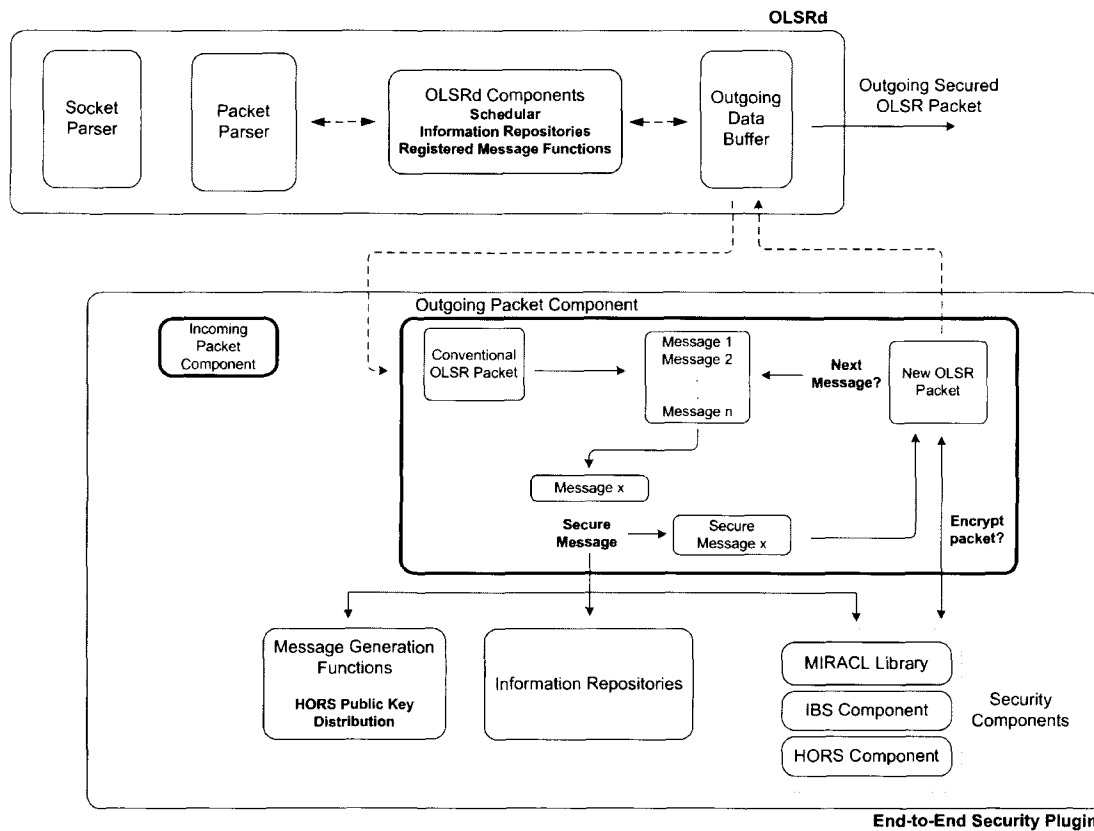 OLSRd
Socket
Parser
Packet
Parser
OLSRd Components
Schedular
Information Repositories
Registered Message Functions
Outgoing
Data
Buffer
Outgoing Secured
OLSR Packet
Outgoing Packet Component
Incoming
Packet
Component
Conventional
OLSR Packet
Message 1
Message 2
.
.
Message n
Next
Message?
New OLSR
Packet
Message x
Secure
Message
Secure
Message x
Encrypt
packet?
Message Generation
Functions
HORS Public Key
Distribution
Information Repositories
MIRACL Library
IBS Component
HORS Component
Security
Components
End-to-End Security Plugin